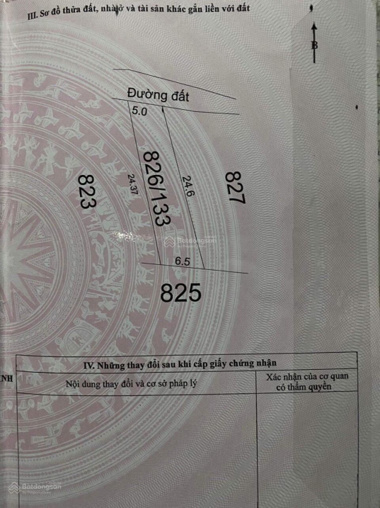 III. Sơ đồ thửa đất, nhà ở và tài sản khác gắn liền với đất
B
Đường đất
5.0
823
24.37
826/133
24.6
827
6.5
825
Batdongsan
IV. Những thay đổi sau khi cấp giấy chứng nhận
NH
Nội dung thay đổi và cơ sở pháp lý
Xác nhận của cơ quan
có thẩm quyền
Batdongsan